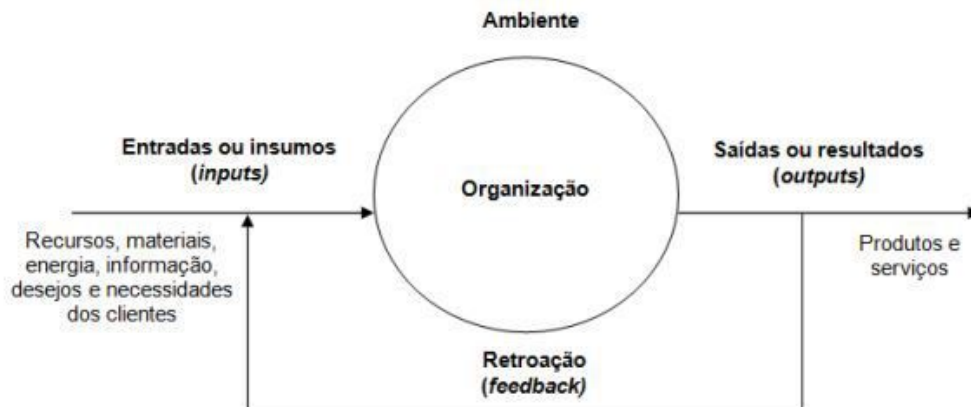 Ambiente
Entradas ou insumos
(inputs)
Recursos, materiais,
energia, informação,
desejos e necessidades
dos clientes
Organização
Saídas ou resultados
(outputs)
Produtos e
serviços
Retroação
(feedback)